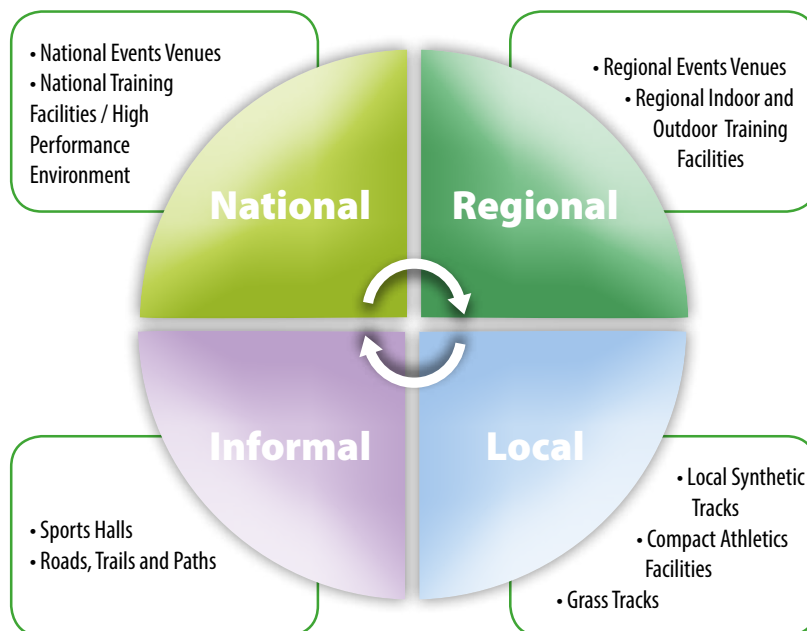 • National Events Venues
• National Training
Facilities / High
Performance
Environment
National
• Regional Events Venues
• Regional Indoor and
Outdoor Training
Facilities
Regional
Informal
• Sports Halls
• Roads, Trails and Paths
Local
• Local Synthetic
Tracks
• Compact Athletics
Facilities
• Grass Tracks